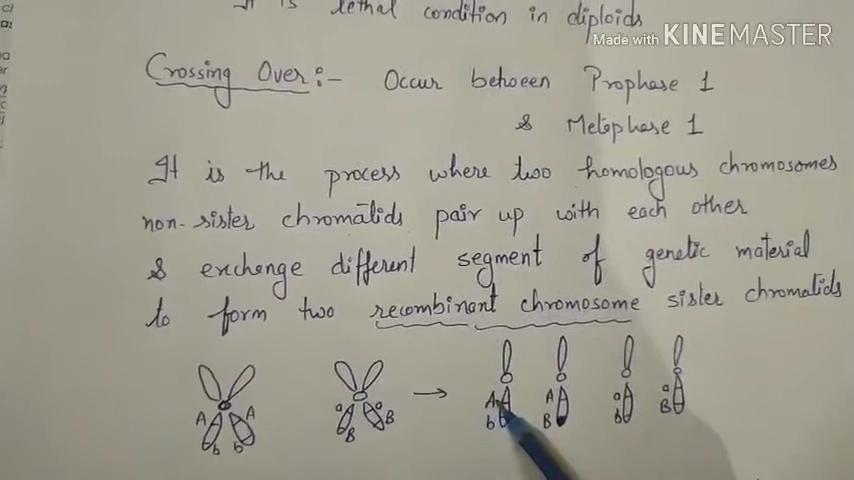 It is lethal condition in diploids
Made with KINEMASTER
Crossing Over:- Occur between Prophase 1
& Metaphase 1
It is the process where two homologous chromosomes
non-sister chromatids pair up with each other
& exchange different segment of genetic material
to form two recombinant chromosome sister chromatids
A A a a A A a a
b b B B b B b B